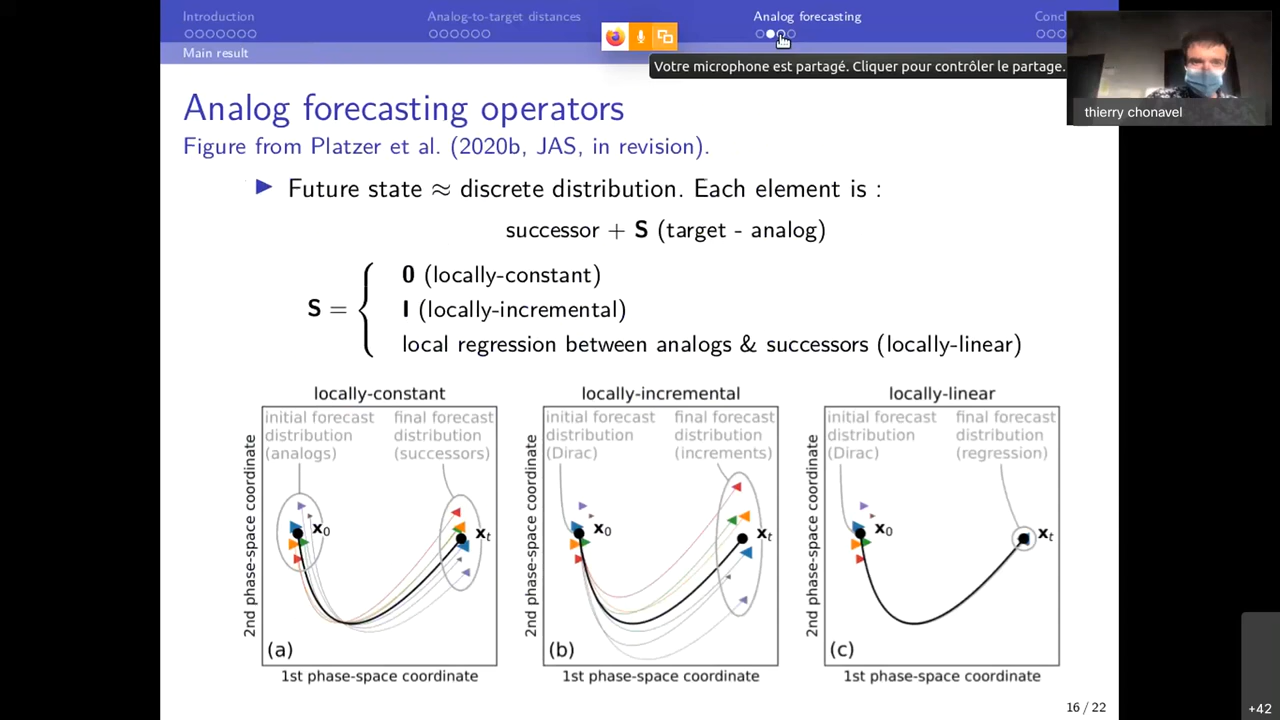 Introduction
Analog-to-target distances
Analog forecasting
Concl
Main result
Votre microphone est partagé. Cliquer pour contrôler le partage.
thierry chonavel
Analog forecasting operators
Figure from Platzer et al. (2020b, JAS, in revision).
Future state ≈ discrete distribution. Each element is :
successor + S (target - analog)
S =
0 (locally-constant)
I (locally-incremental)
local regression between analogs & successors (locally-linear)
locally-constant
initial forecast
distribution
(analogs)
final forecast
distribution
(successors)
x0
xt
(a)
2nd phase-space coordinate
1st phase-space coordinate
locally-incremental
initial forecast
distribution
(Dirac)
final forecast
distribution
(increments)
x0
xt
(b)
2nd phase-space coordinate
1st phase-space coordinate
locally-linear
initial forecast
distribution
(Dirac)
final forecast
distribution
(regression)
x0
xt
(c)
2nd phase-space coordinate
1st phase-space coordinate
16 / 22
+42